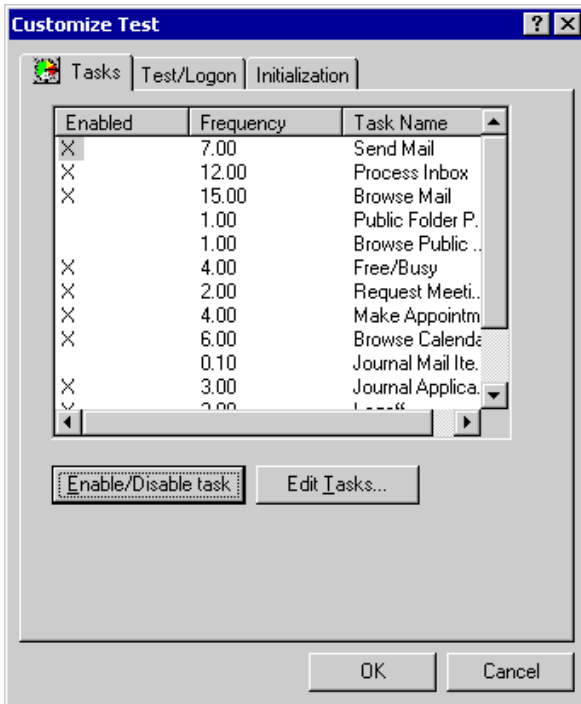 Customize Test
Tasks Test/Logon Initialization
Enabled Frequency Task Name
X 7.00 Send Mail
X 12.00 Process Inbox
X 15.00 Browse Mail
1.00 Public Folder P.
1.00 Browse Public ..
X 4.00 Free/Busy
X 2.00 Request Meeti..
X 4.00 Make Appointm
X 6.00 Browse Calenda
0.10 Journal Mail Ite.
X 3.00 Journal Applica.
Enable/Disable task Edit Tasks...
OK Cancel